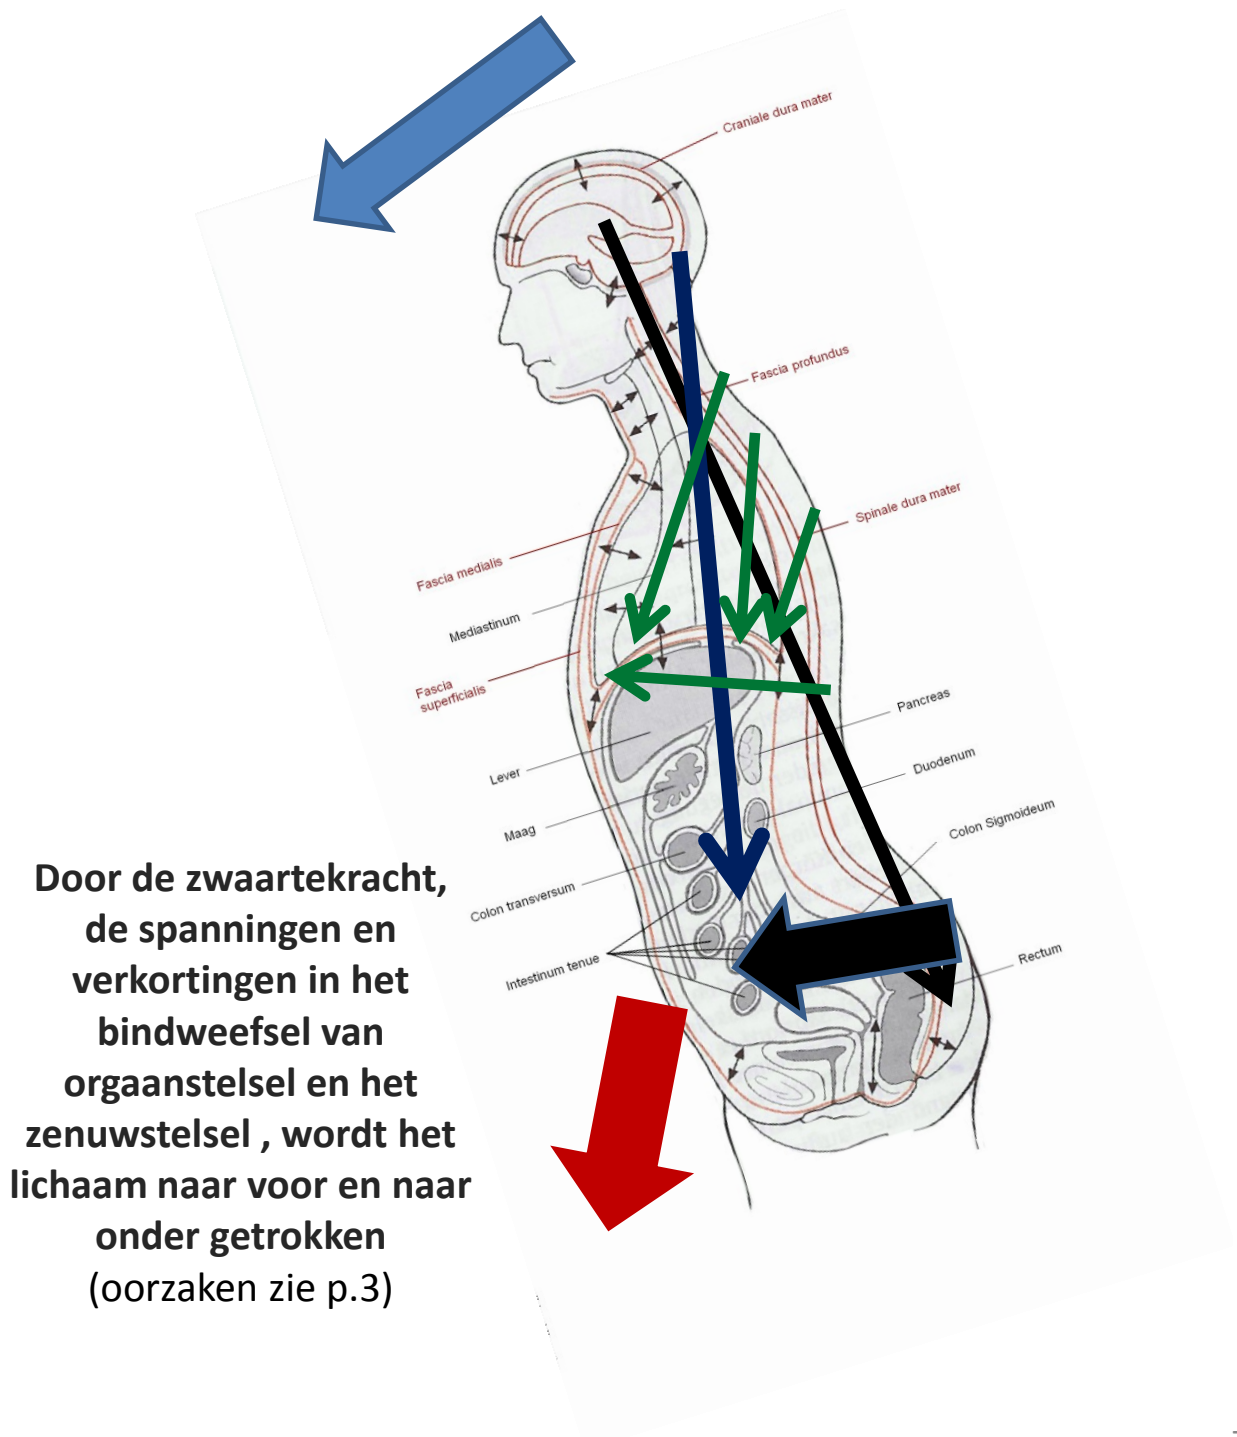 Craniale dura mater
Fascia profundus
Spinale dura mater
Fascia medialis
Mediastinum
Fascia
superficialis
Pancreas
Lever
Duodenum
Maag
Colon Sigmoideum
Colon transversum
Intestinum tenue
Rectum
Door de zwaartekracht,
de spanningen en
verkortingen in het
bindweefsel van
orgaanstelsel en het
zenuwstelsel , wordt het
lichaam naar voor en naar
onder getrokken
(oorzaken zie p.3)